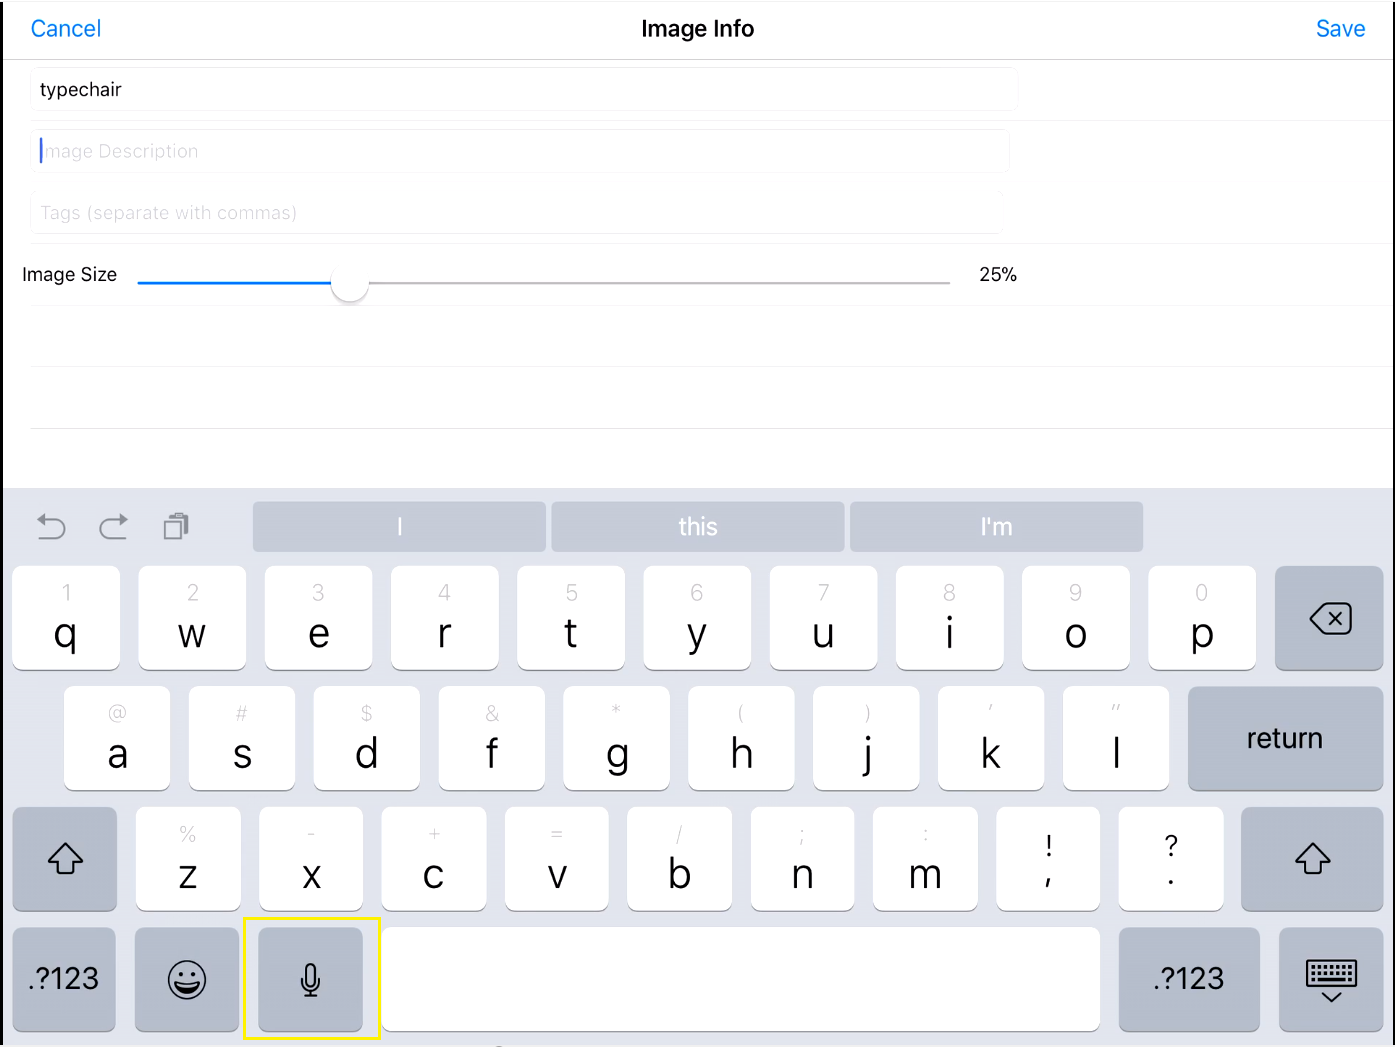 Cancel Image Info Save
typechair
Image Description
Tags (separate with commas)
Image Size 25%
I this I'm
1 2 3 4 5 6 7 8 9 0
q w e r t y u i o p
@ # $ & * ( ) ' "
a s d f g h j k l return
% - + = / ; : ! ?
z x c v b n m , .
.?123 .?123